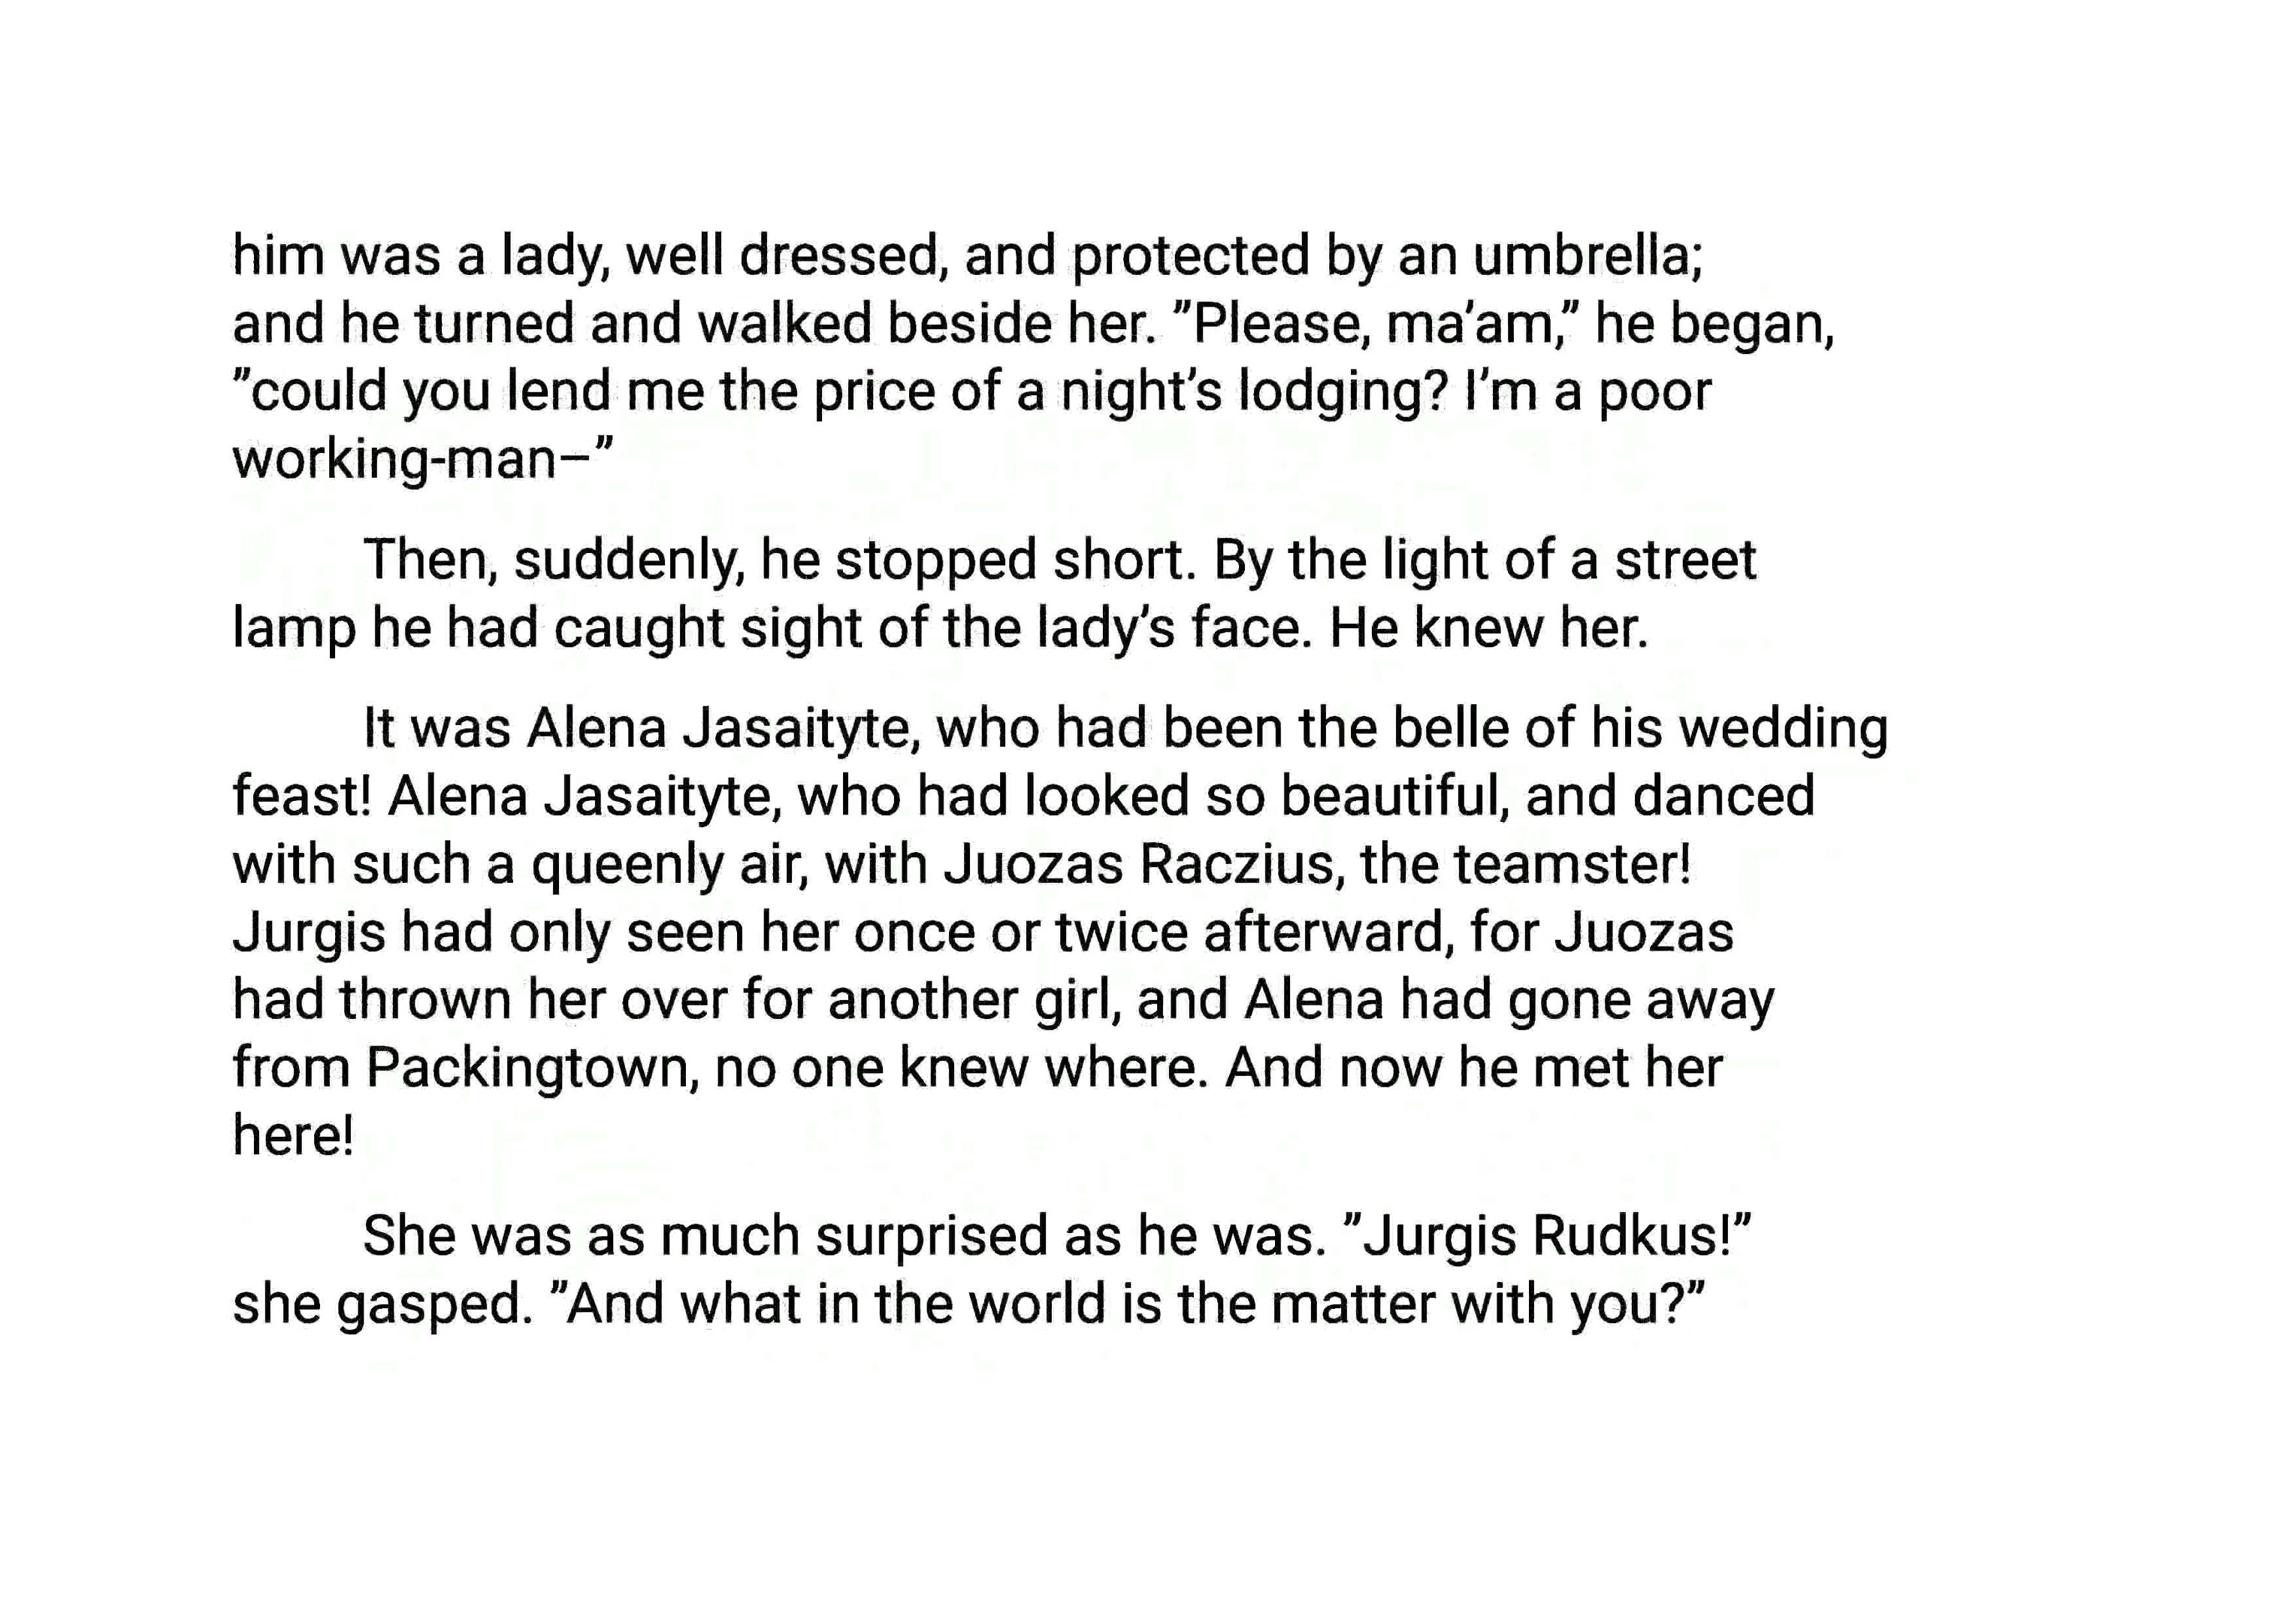 him was a lady, well dressed, and protected by an umbrella;
and he turned and walked beside her. ”Please, ma’am,” he began,
”could you lend me the price of a night’s lodging? I’m a poor
working-man–”
Then, suddenly, he stopped short. By the light of a street
lamp he had caught sight of the lady’s face. He knew her.
It was Alena Jasaityte, who had been the belle of his wedding
feast! Alena Jasaityte, who had looked so beautiful, and danced
with such a queenly air, with Juozas Raczius, the teamster!
Jurgis had only seen her once or twice afterward, for Juozas
had thrown her over for another girl, and Alena had gone away
from Packingtown, no one knew where. And now he met her
here!
She was as much surprised as he was. ”Jurgis Rudkus!”
she gasped. ”And what in the world is the matter with you?”